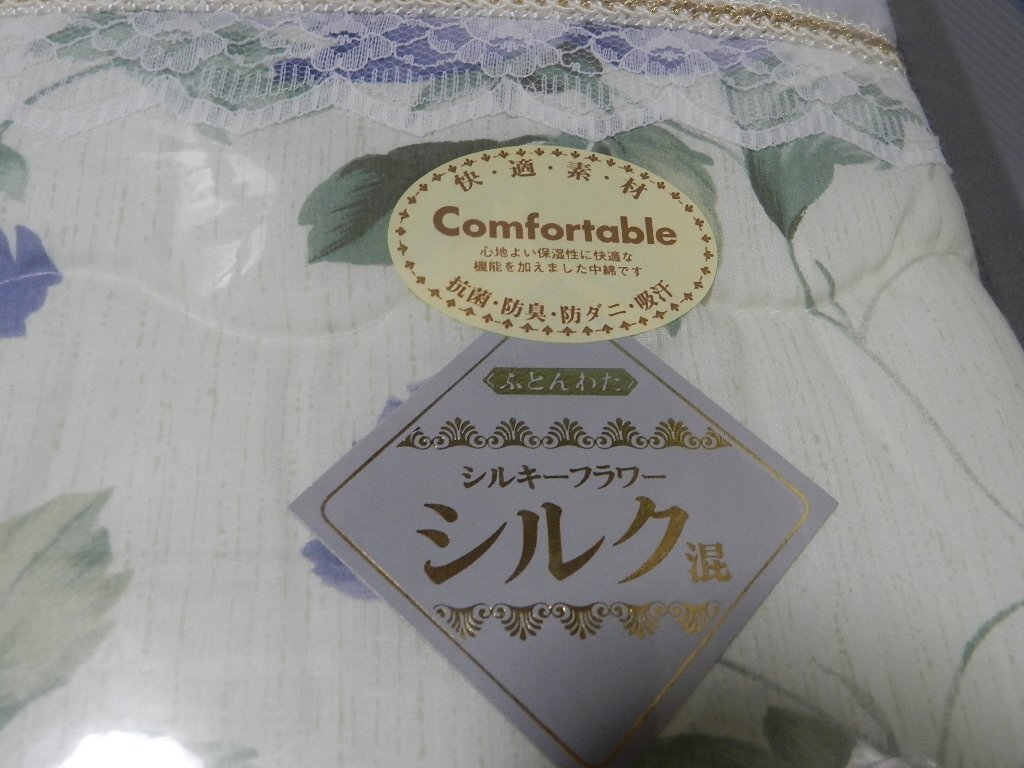 快・適・素・材
Comfortable
心地よい保湿性に快適な
機能を加えました中綿です
抗菌・防臭・防ダニ・吸汗
ふとんわた
シルキーフラワー
シルク混